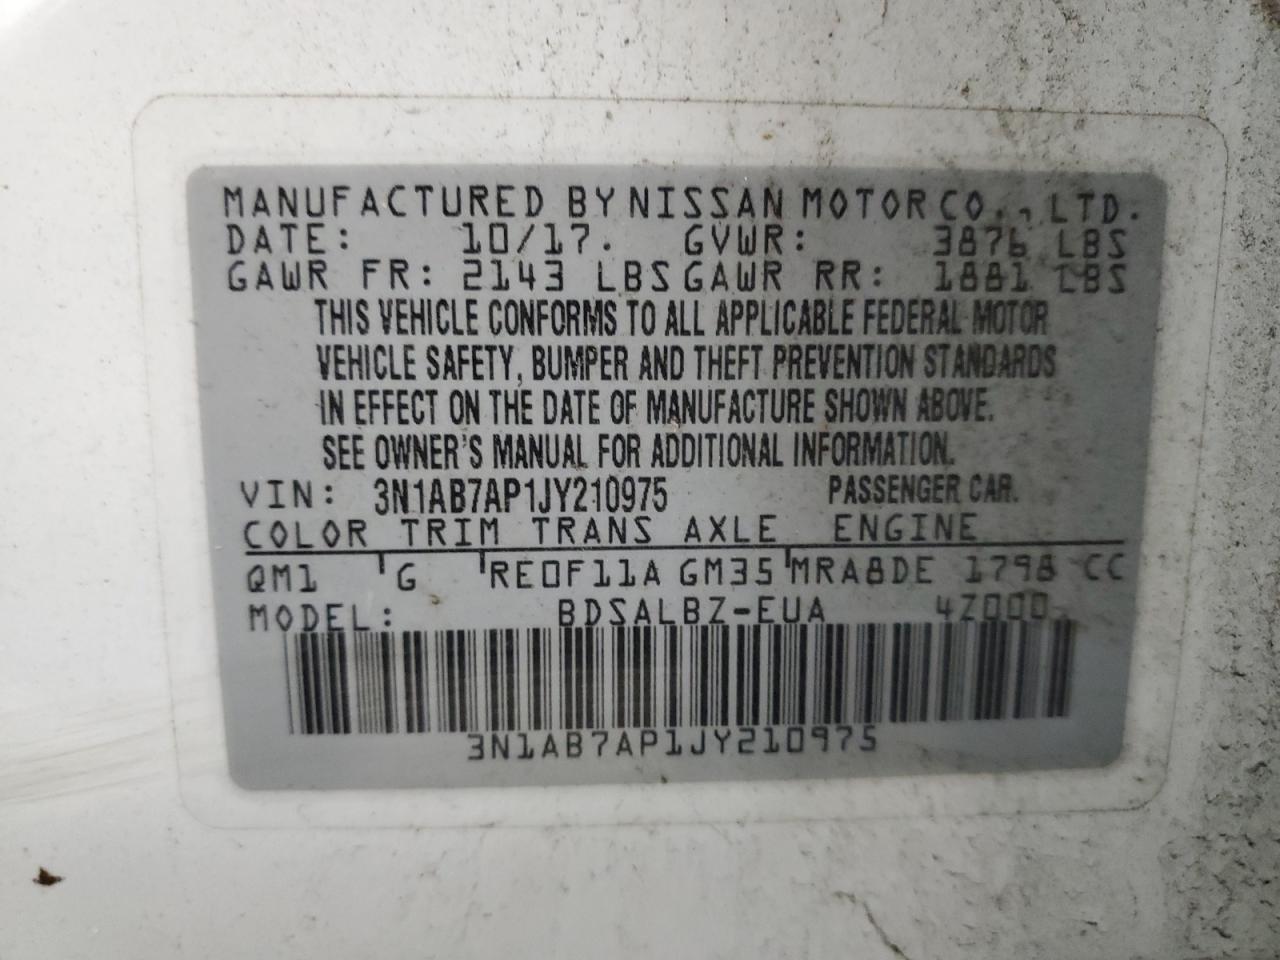 MANUFACTURED BY NISSAN MOTOR CO., LTD.
DATE: 10/17. GVWR: 3876 LBS
GAWR FR: 2143 LBS GAWR RR: 1881 LBS
THIS VEHICLE CONFORMS TO ALL APPLICABLE FEDERAL MOTOR
VEHICLE SAFETY, BUMPER AND THEFT PREVENTION STANDARDS
IN EFFECT ON THE DATE OF MANUFACTURE SHOWN ABOVE.
SEE OWNER'S MANUAL FOR ADDITIONAL INFORMATION.
VIN: 3N1AB7AP1JY210975 PASSENGER CAR.
COLOR TRIM TRANS AXLE ENGINE
QM1 G RE0F11A GM35 MRA8DE 1798 CC
MODEL: BDSALBZ-EUA 4Z000
3N1AB7AP1JY210975